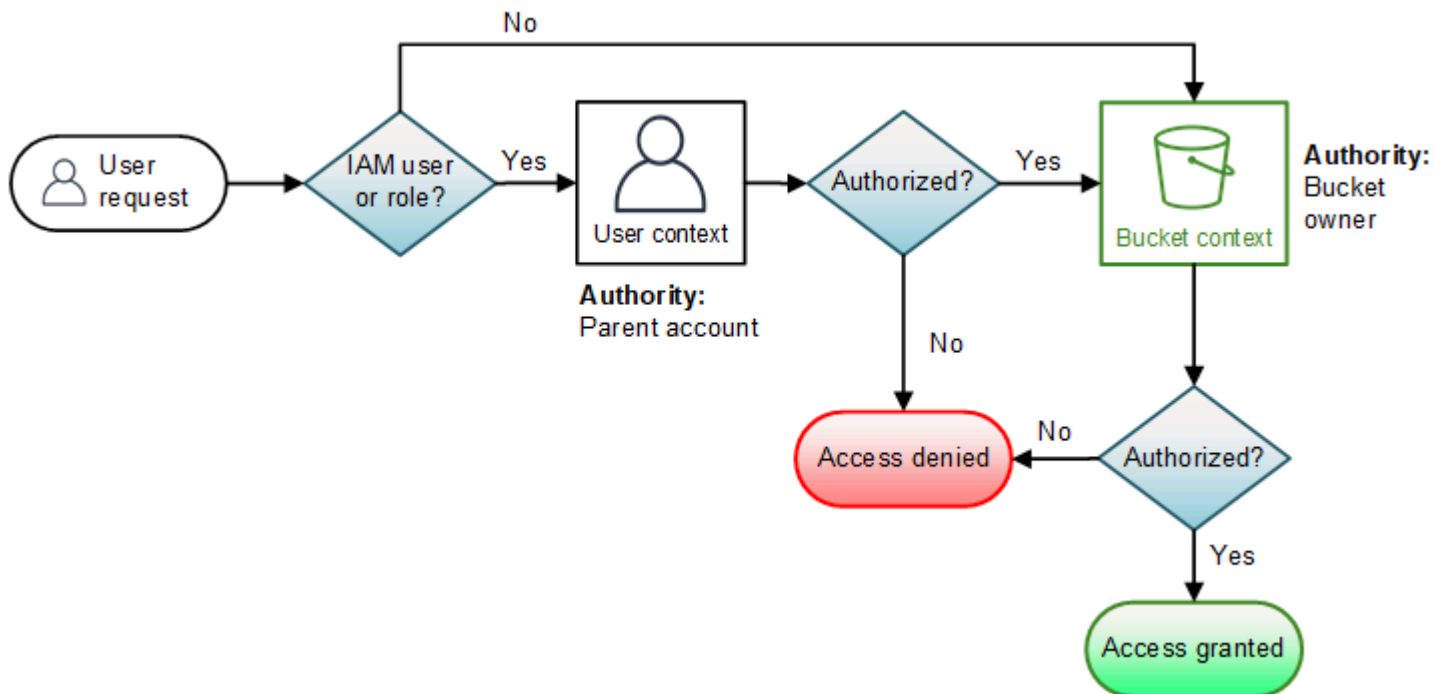 No
User
request
IAM user
or role?
Yes
User context
Authority:
Parent account
Authorized?
Yes
Bucket context
Authority:
Bucket
owner
No
Access denied
No
Authorized?
Yes
Access granted